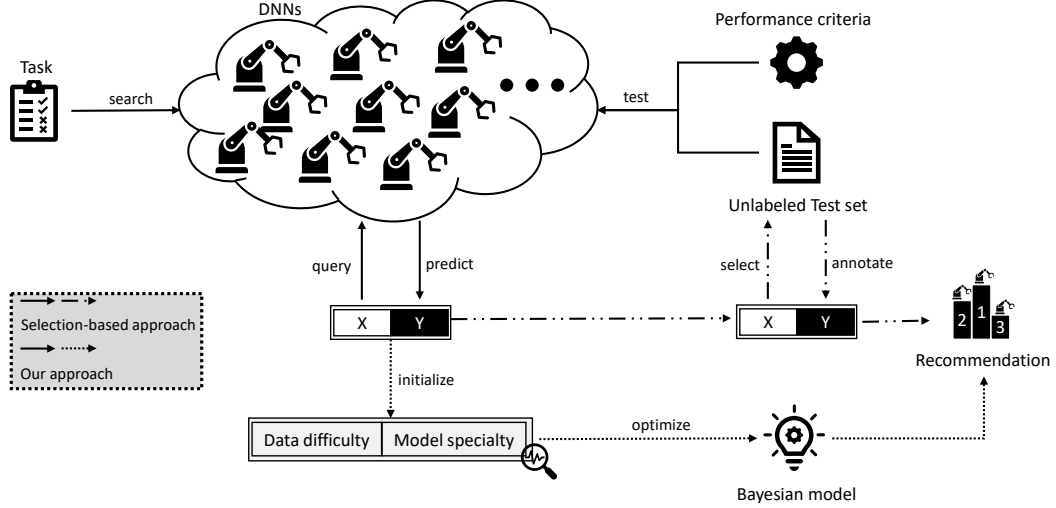 DNNs
Performance criteria
Task
search
test
Unlabeled Test set
query
predict
select
annotate
Selection-based approach
Our approach
X Y
X Y
2 1 3
Recommendation
initialize
Data difficulty Model specialty
optimize
Bayesian model